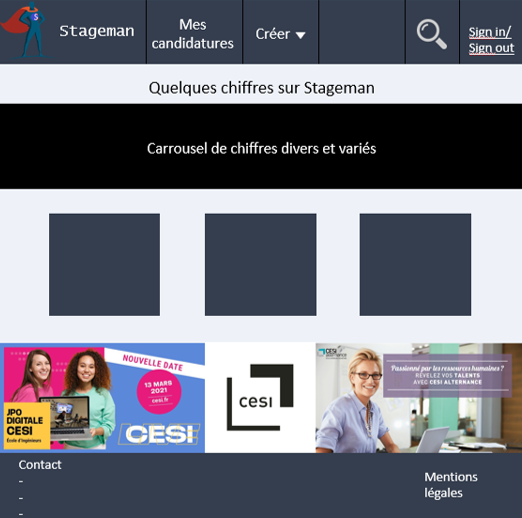 S
Stageman
Mes
candidatures
Créer
Sign in/
Sign out
Quelques chiffres sur Stageman
Carrousel de chiffres divers et variés
NOUVELLE DATE
13 MARS
2021
cesi.fr
JPO
DIGITALE
CESI
École d'Ingénieurs
CESI
cesi
CESI
Passionné par les ressources humaines ?
RÉVÉLEZ VOS TALENTS
AVEC CESI ALTERNANCE
Contact
-
-
-
Mentions
légales